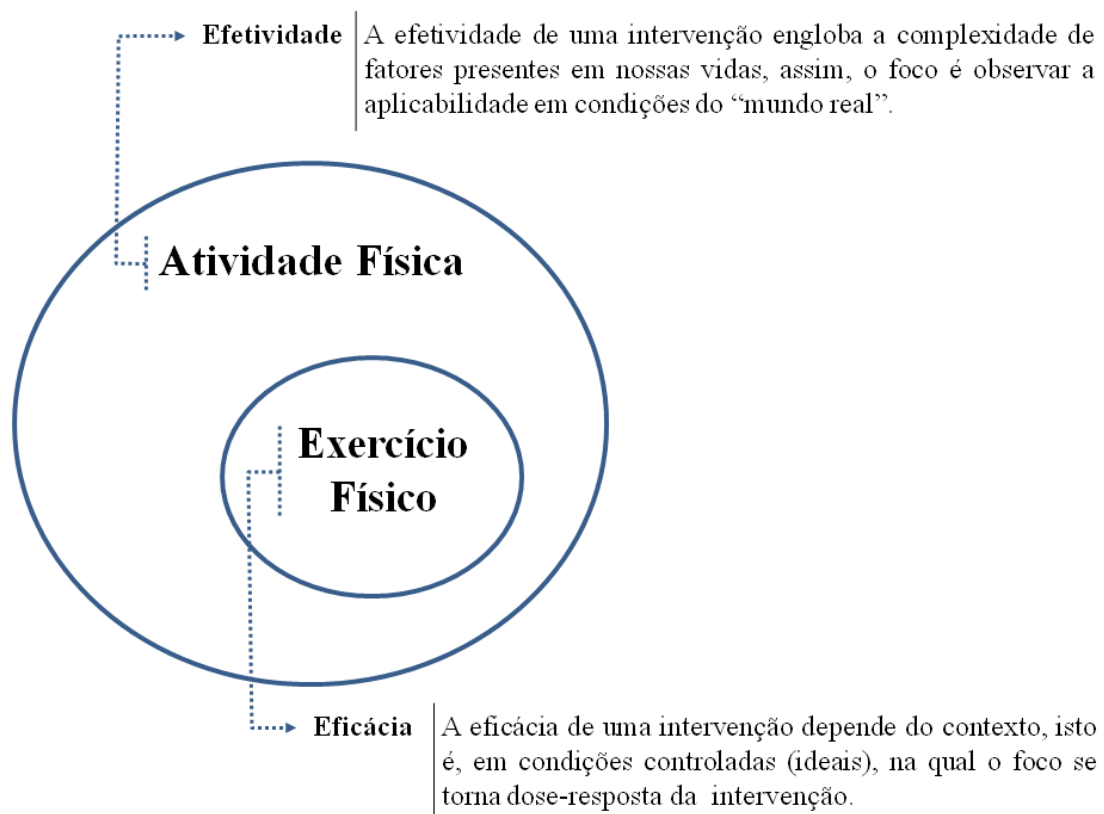 Efetividade
A efetividade de uma intervenção engloba a complexidade de
fatores presentes em nossas vidas, assim, o foco é observar a
aplicabilidade em condições do “mundo real”.
Atividade Física
Exercício
Físico
Eficácia
A eficácia de uma intervenção depende do contexto, isto
é, em condições controladas (ideais), na qual o foco se
torna dose-resposta da intervenção.